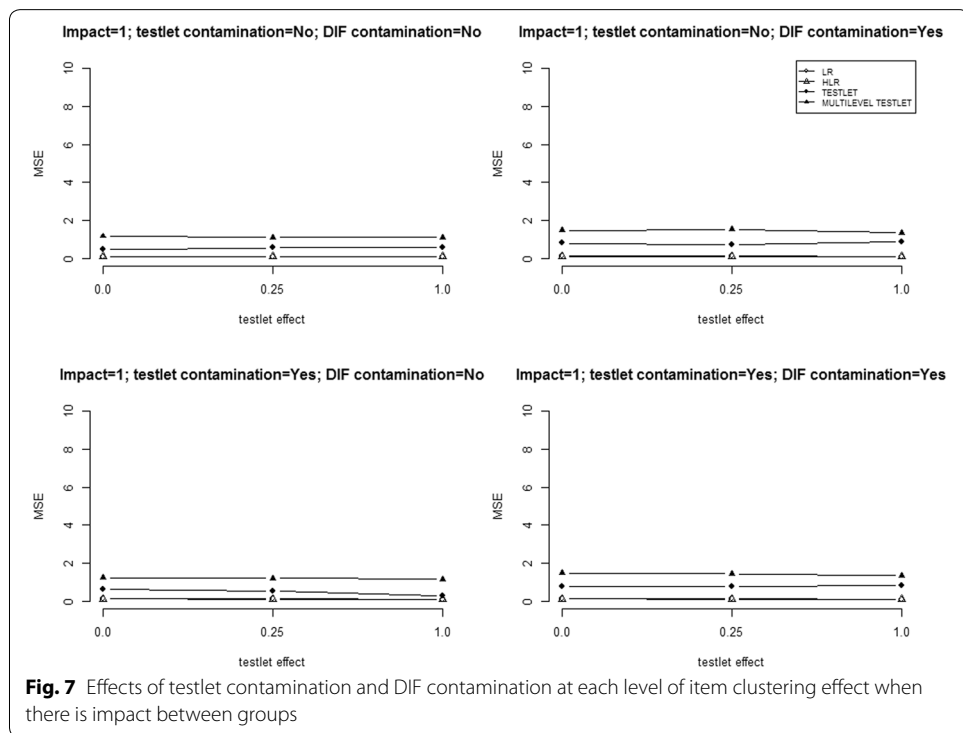 Impact=1; testlet contamination=No; DIF contamination=No
10
8
6
4
2
0
MSE
0.0 0.25 1.0
testlet effect
Impact=1; testlet contamination=No; DIF contamination=Yes
LR
HLR
TESTLET
MULTILEVEL TESTLET
10
8
6
4
2
0
MSE
0.0 0.25 1.0
testlet effect
Impact=1; testlet contamination=Yes; DIF contamination=No
10
8
6
4
2
0
MSE
0.0 0.25 1.0
testlet effect
Impact=1; testlet contamination=Yes; DIF contamination=Yes
10
8
6
4
2
0
MSE
0.0 0.25 1.0
testlet effect
Fig. 7 Effects of testlet contamination and DIF contamination at each level of item clustering effect when
there is impact between groups